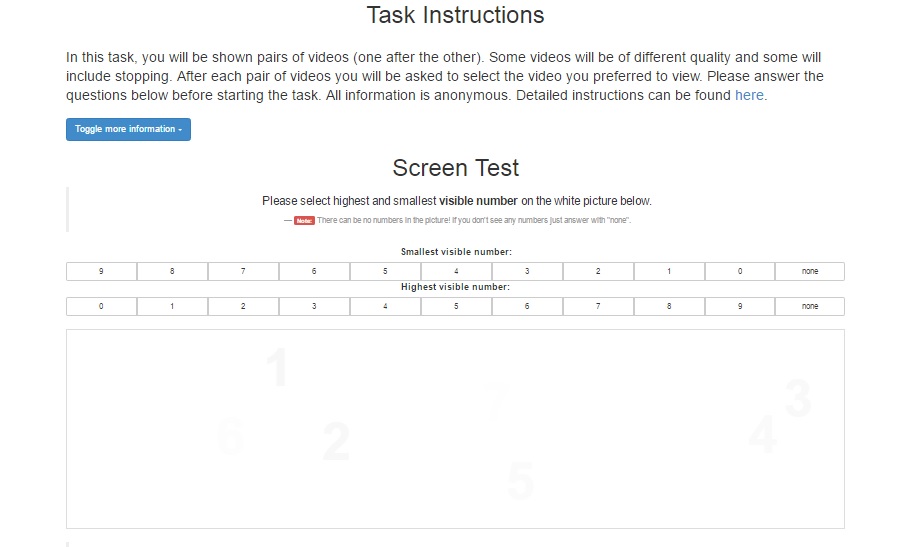 Task Instructions
In this task, you will be shown pairs of videos (one after the other). Some videos will be of different quality and some will
include stopping. After each pair of videos you will be asked to select the video you preferred to view. Please answer the
questions below before starting the task. All information is anonymous. Detailed instructions can be found here.
Toggle more information -
Screen Test
Please select highest and smallest visible number on the white picture below.
— Note: There can be no numbers in the picture! If you don't see any numbers just answer with "none".
Smallest visible number:
9 8 7 6 5 4 3 2 1 0 none
Highest visible number:
0 1 2 3 4 5 6 7 8 9 none
1
3
6 2 4
5